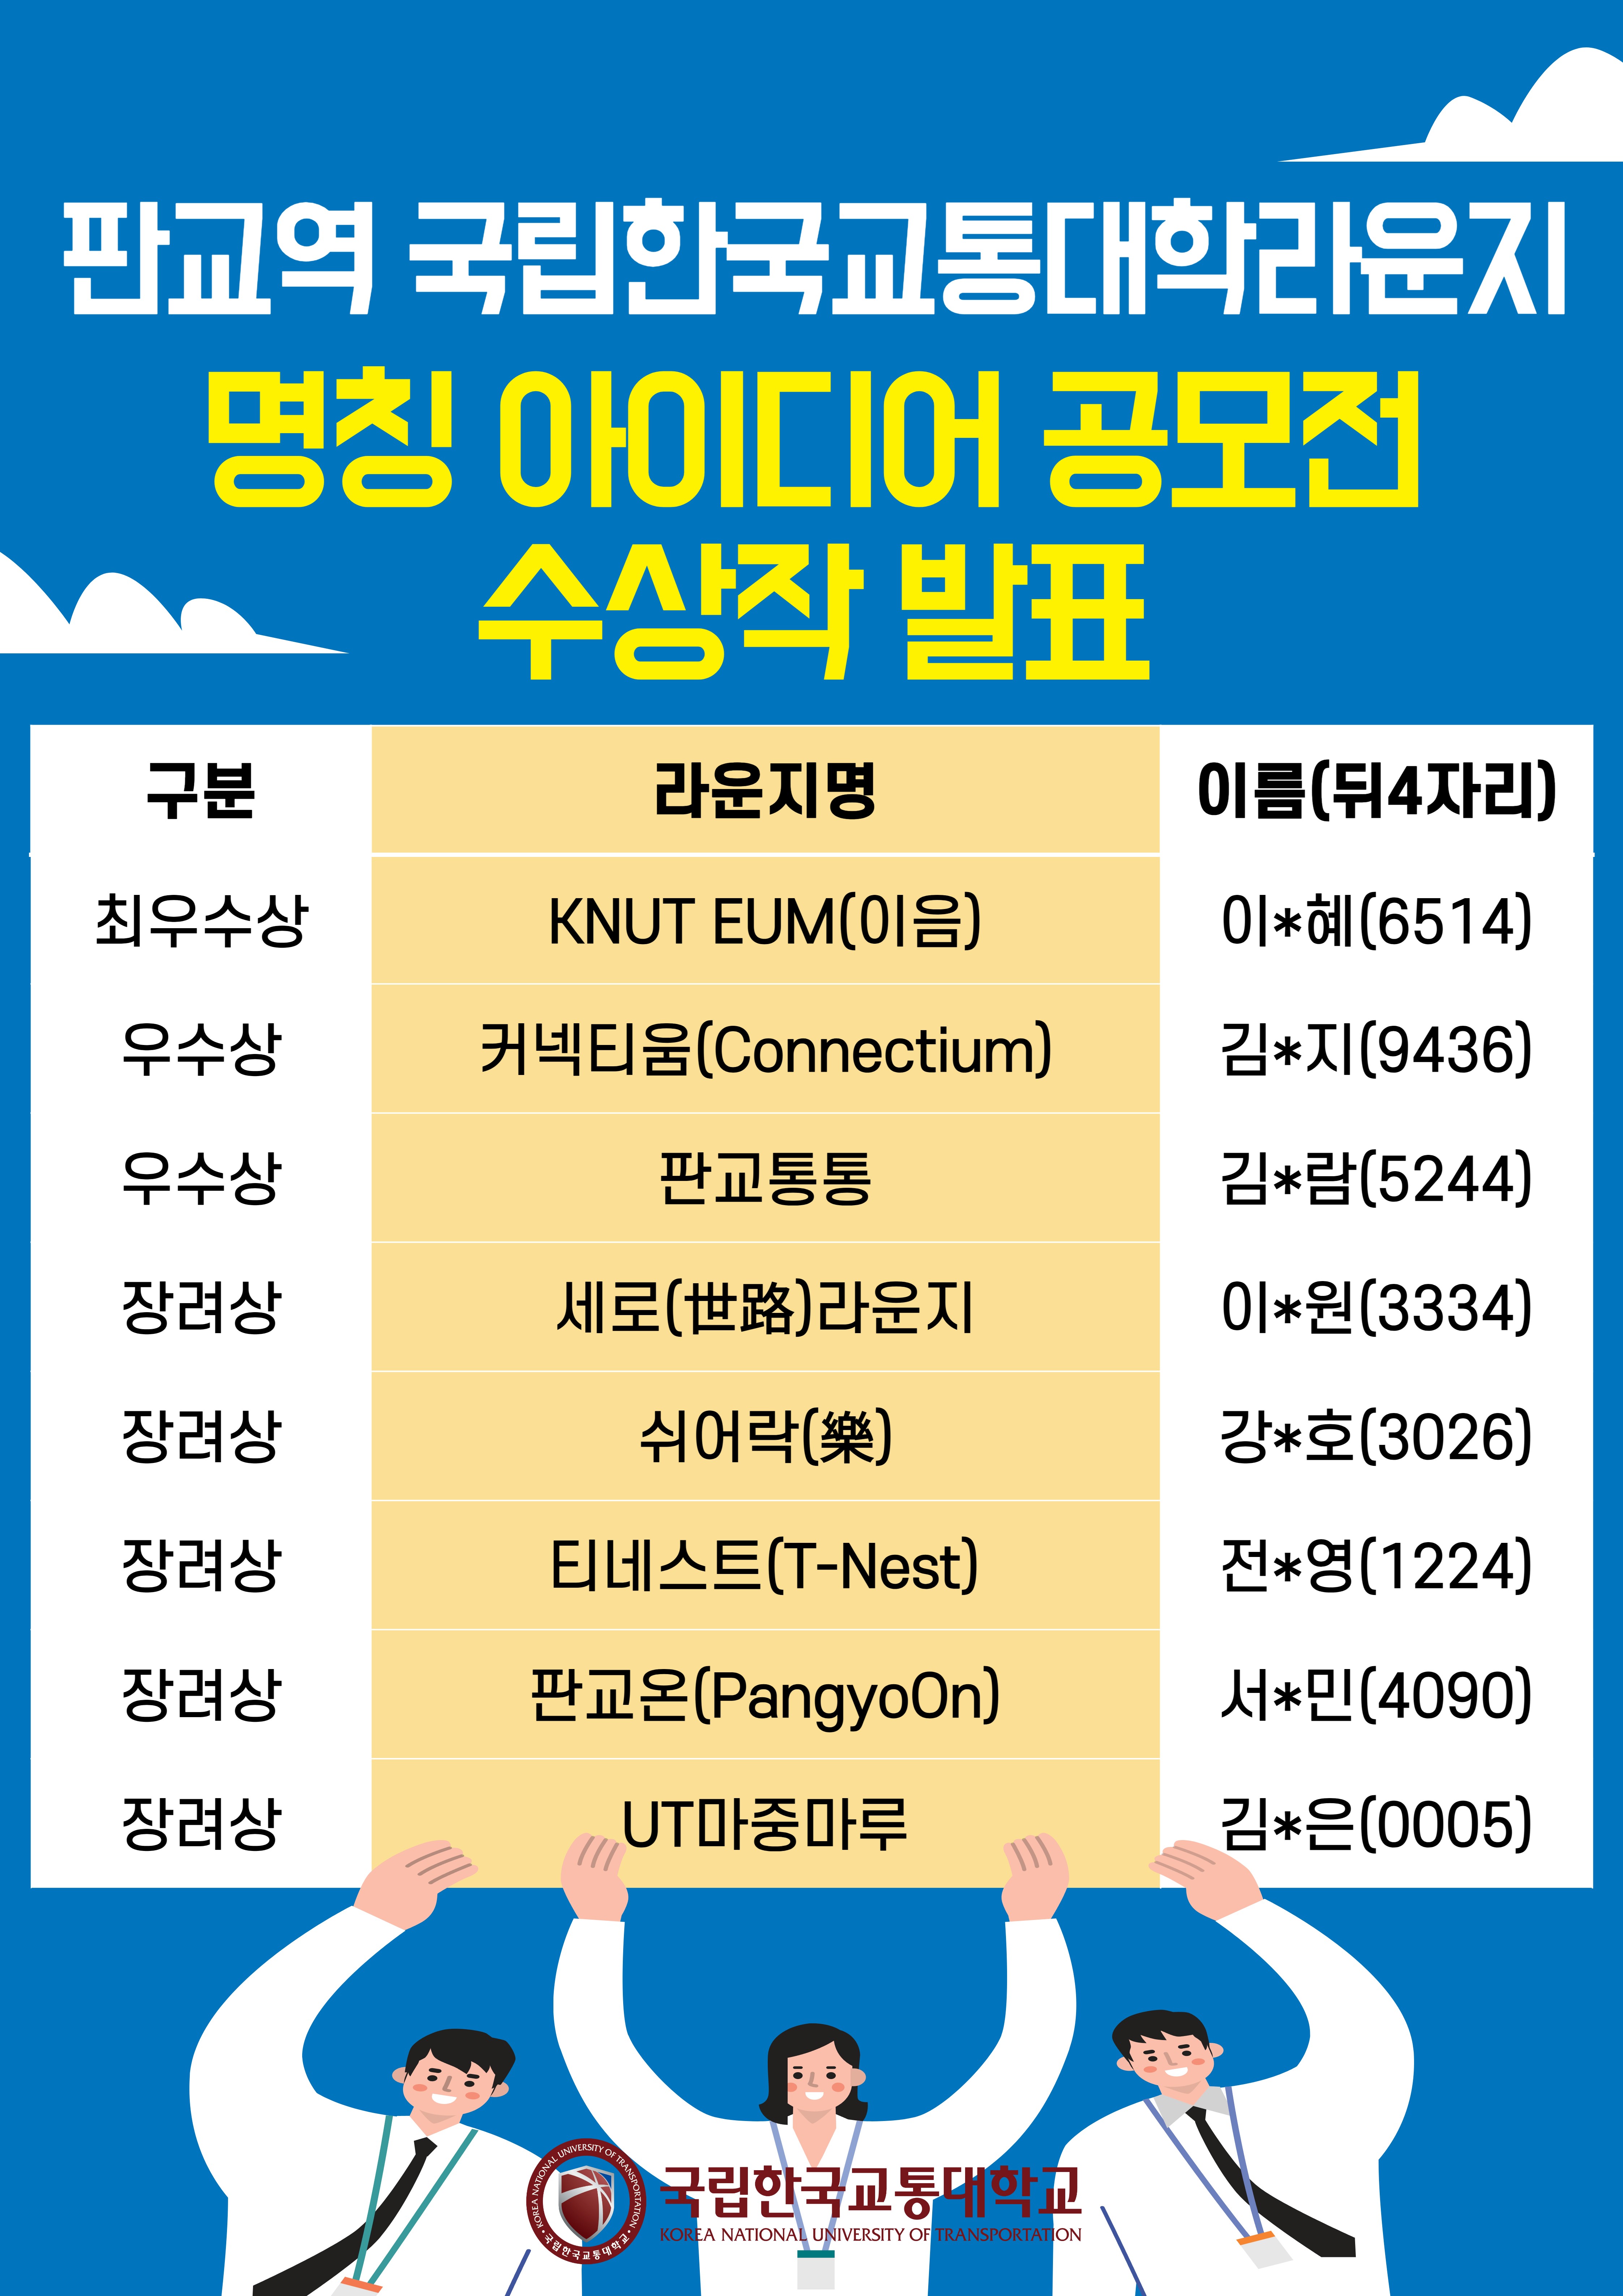 판교역 국립한국교통대학라운지
명칭 아이디어 공모전
수상작 발표
구분 라운지명 이름(뒤4자리)
최우수상 KNUT EUM(이음) 이*혜(6514)
우수상 커넥티움(Connectium) 김*지(9436)
우수상 판교통통 김*람(5244)
장려상 세로(世路)라운지 이*원(3334)
장려상 쉬어락(樂) 강*호(3026)
장려상 티네스트(T-Nest) 전*영(1224)
장려상 판교온(PangyoOn) 서*민(4090)
장려상 UT마중마루 김*은(0005)
KOREA NATIONAL UNIVERSITY OF TRANSPORTATION
국립한국교통대학교
국립한국교통대학교
KOREA NATIONAL UNIVERSITY OF TRANSPORTATION